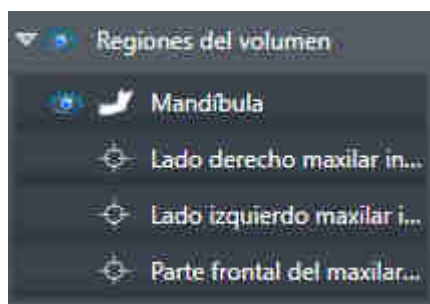 Regiones del volumen
Mandíbula
Lado derecho maxilar in...
Lado izquierdo maxilar i...
Parte frontal del maxilar...